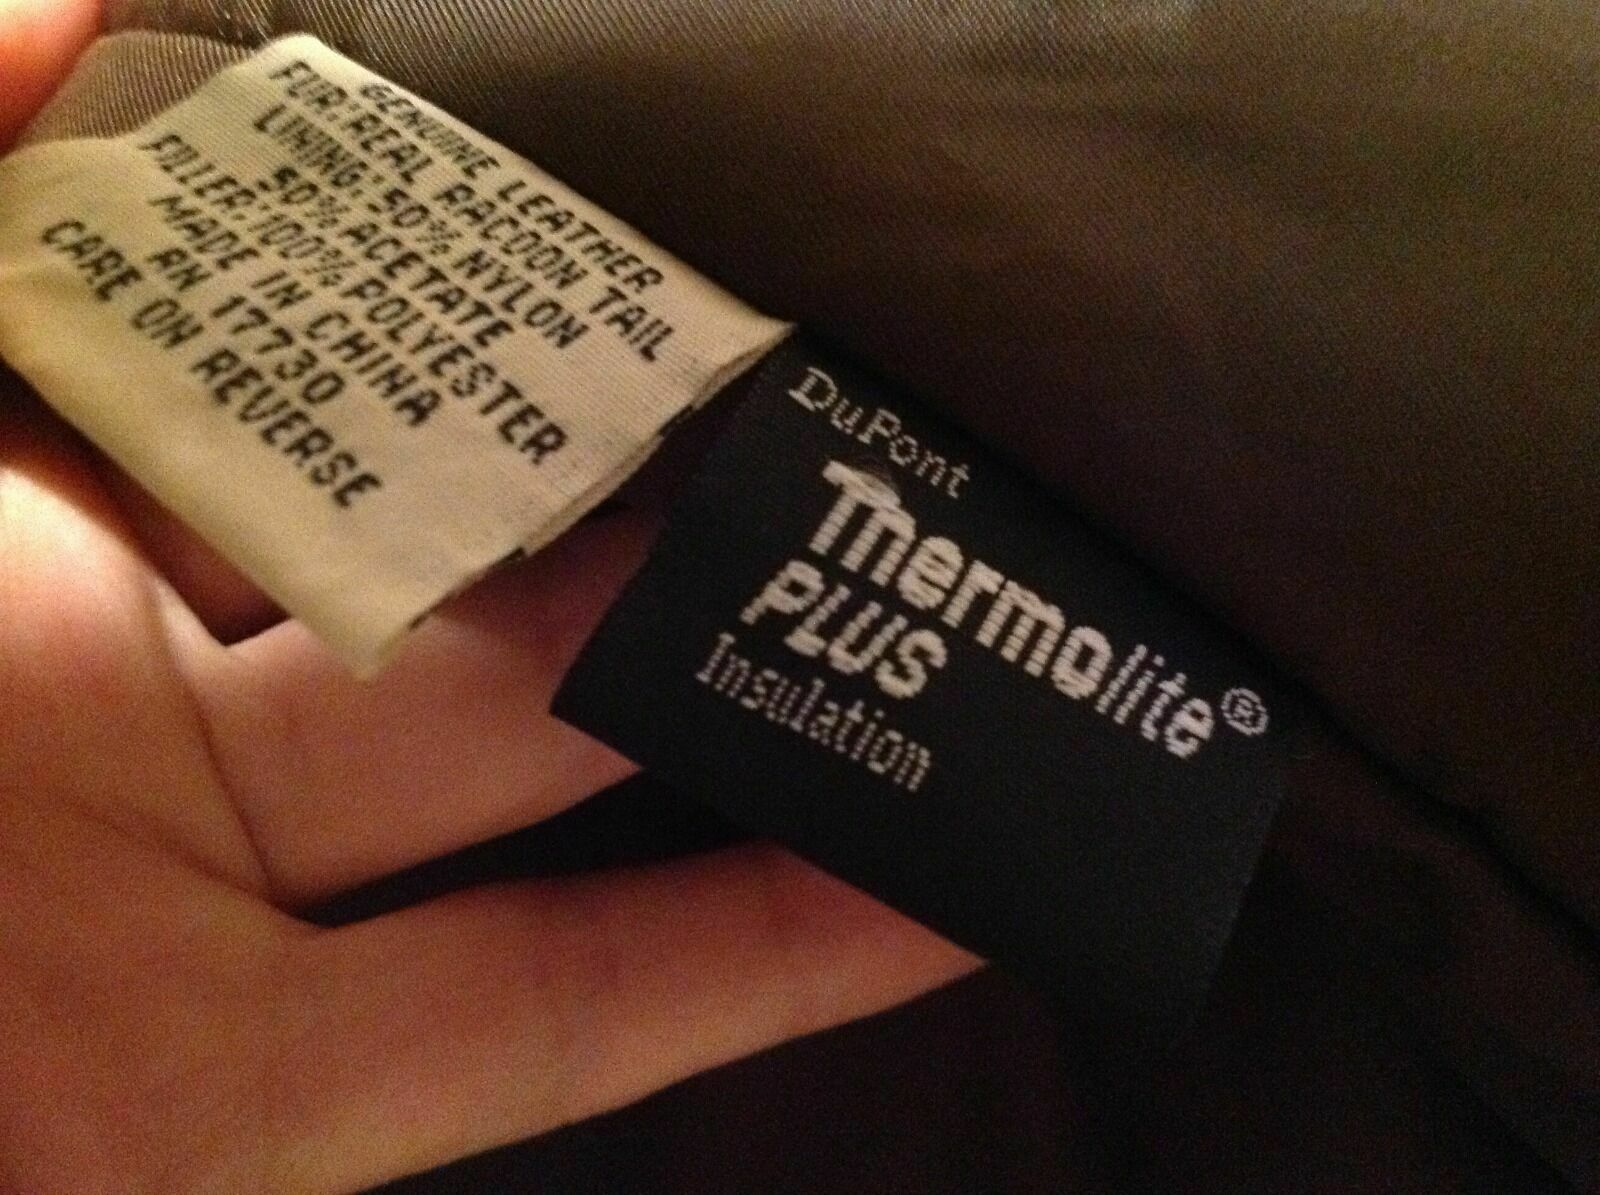 GENUINE LEATHER
FUR: REAL RACOON TAIL
LINING: 50% NYLON
50% ACETATE
FILLER: 100% POLYESTER
MADE IN CHINA
RN 17730
CARE ON REVERSE
DuPont
Thermolite®
PLUS
Insulation